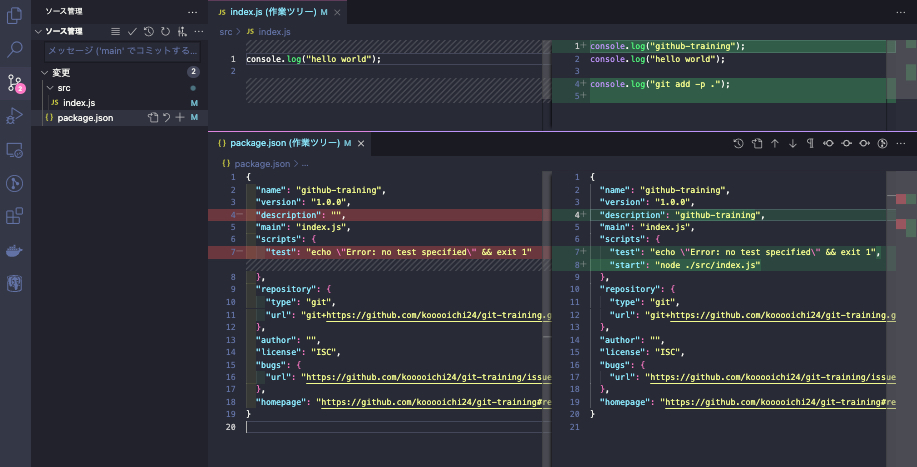 ソース管理 ...
ソース管理 ...
メッセージ ('main' でコミットする...
変更 2
src
JS index.js M
{} package.json M
2
JS index.js (作業ツリー) M ×
src > JS index.js
1 console.log("hello world");
2
1+ console.log("github-training");
2 console.log("hello world");
3
4+ console.log("git add -p .");
5+
{} package.json (作業ツリー) M ×
{} package.json > ...
1 {
2 "name": "github-training",
3 "version": "1.0.0",
4− "description": "",
5 "main": "index.js",
6 "scripts": {
7− "test": "echo \"Error: no test specified\" && exit 1"
8 },
9 "repository": {
10 "type": "git",
11 "url": "git+https://github.com/kooooichi24/git-training.g
12 },
13 "author": "",
14 "license": "ISC",
15 "bugs": {
16 "url": "https://github.com/kooooichi24/git-training/issue
17 },
18 "homepage": "https://github.com/kooooichi24/git-training#re
19 }
20
1 {
2 "name": "github-training",
3 "version": "1.0.0",
4+ "description": "github-training",
5 "main": "index.js",
6 "scripts": {
7+ "test": "echo \"Error: no test specified\" && exit 1",
8+ "start": "node ./src/index.js"
9 },
10 "repository": {
11 "type": "git",
12 "url": "git+https://github.com/kooooichi24/git-training.g
13 },
14 "author": "",
15 "license": "ISC",
16 "bugs": {
17 "url": "https://github.com/kooooichi24/git-training/issue
18 },
19 "homepage": "https://github.com/kooooichi24/git-training#re
20 }
21